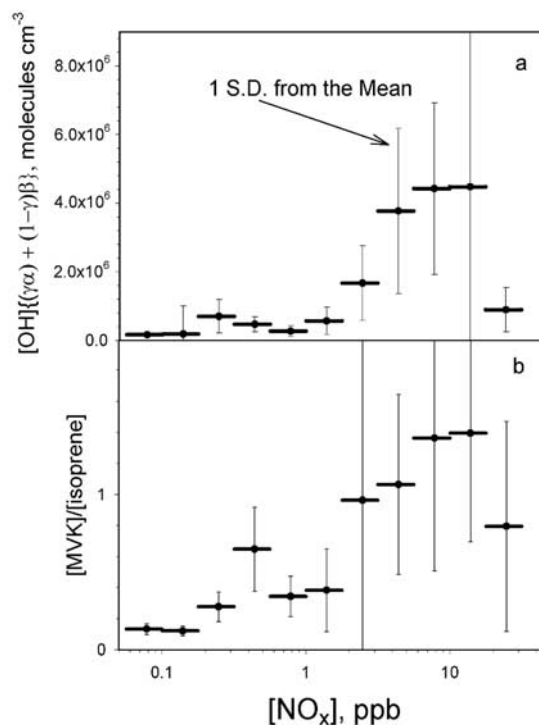 [OH]{(γα) + (1−γ)β}, molecules cm⁻³
8.0x10⁶
6.0x10⁶
4.0x10⁶
2.0x10⁶
0.0
a
1 S.D. from the Mean
[MVK]/[isoprene]
1
0
b
0.1 1 10
[NOₓ], ppb